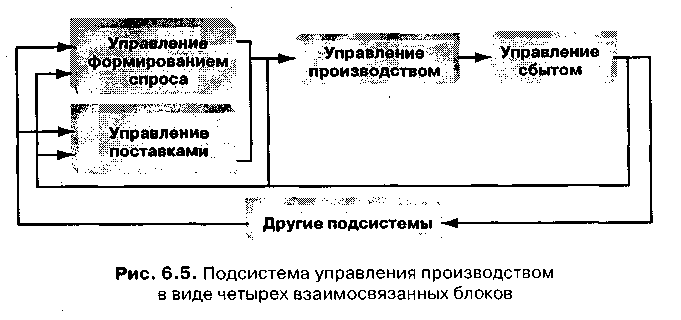 Управление
формированием
спроса
Управление
поставками
Управление
производством
Управление
сбытом
Другие подсистемы
Рис. 6.5. Подсистема управления производством
в виде четырех взаимосвязанных блоков